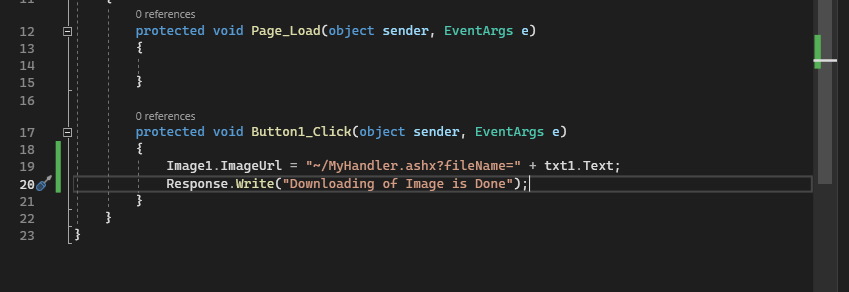 11 {
0 references
12 protected void Page_Load(object sender, EventArgs e)
13 {
14
15 }
16
0 references
17 protected void Button1_Click(object sender, EventArgs e)
18 {
19 Image1.ImageUrl = "~/MyHandler.ashx?fileName=" + txt1.Text;
20 Response.Write("Downloading of Image is Done");
21 }
22 }
23 }